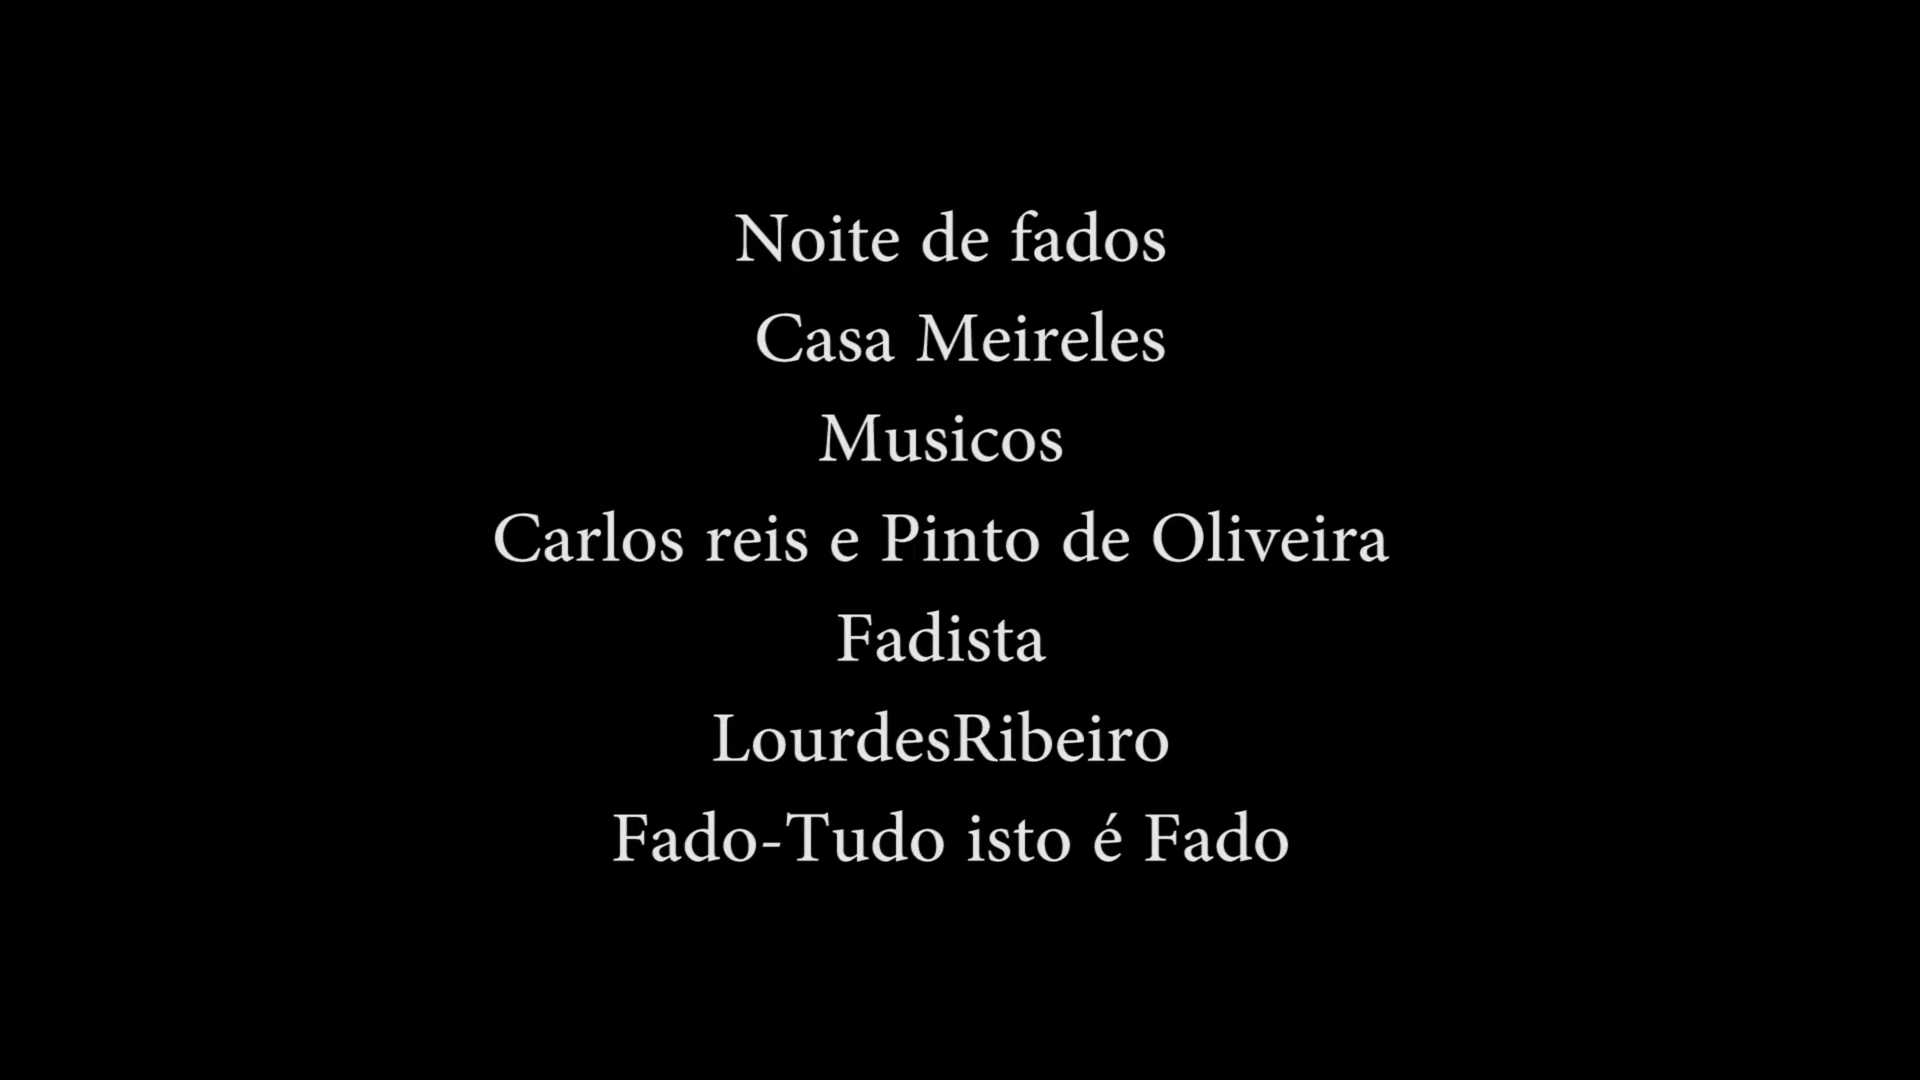 Noite de fados
Casa Meireles
Musicos
Carlos reis e Pinto de Oliveira
Fadista
LourdesRibeiro
Fado-Tudo isto é Fado